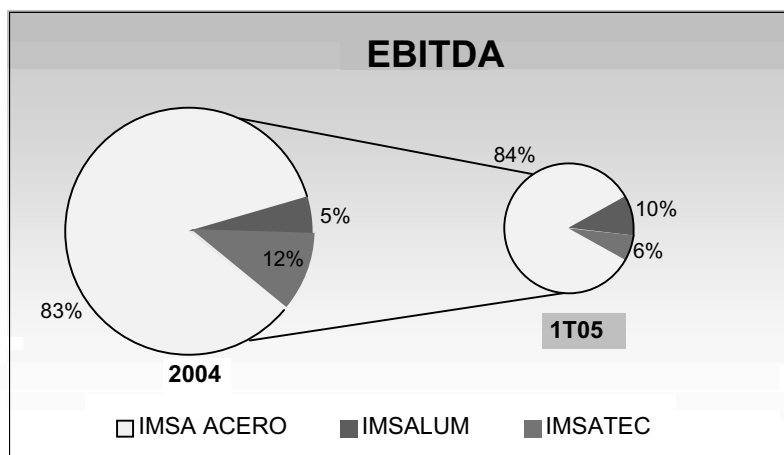 EBITDA
84%
5%
10%
12%
6%
83%
1T05
2004
IMSA ACERO IMSALUM IMSATEC